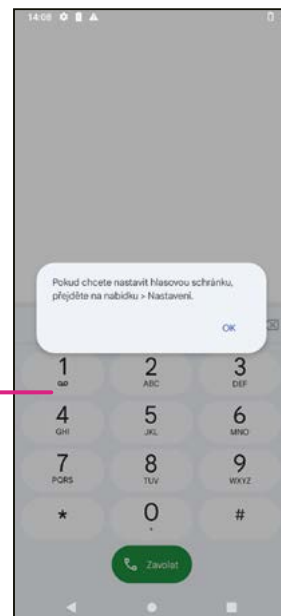 14:08
Pokud chcete nastavit hlasovou schránku,
přejděte na nabídku > Nastavení.
OK
1 2 3
ABC DEF
4 5 6
GHI JKL MNO
7 8 9
PQRS TUV WXYZ
* 0 #
+
Zavolat